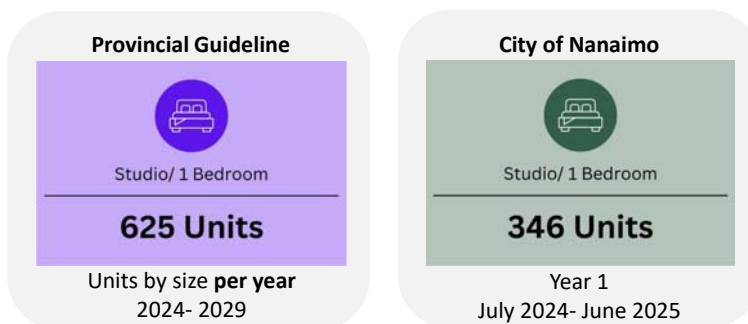 Provincial Guideline
Studio/ 1 Bedroom
625 Units
Units by size per year
2024- 2029
City of Nanaimo
Studio/ 1 Bedroom
346 Units
Year 1
July 2024- June 2025